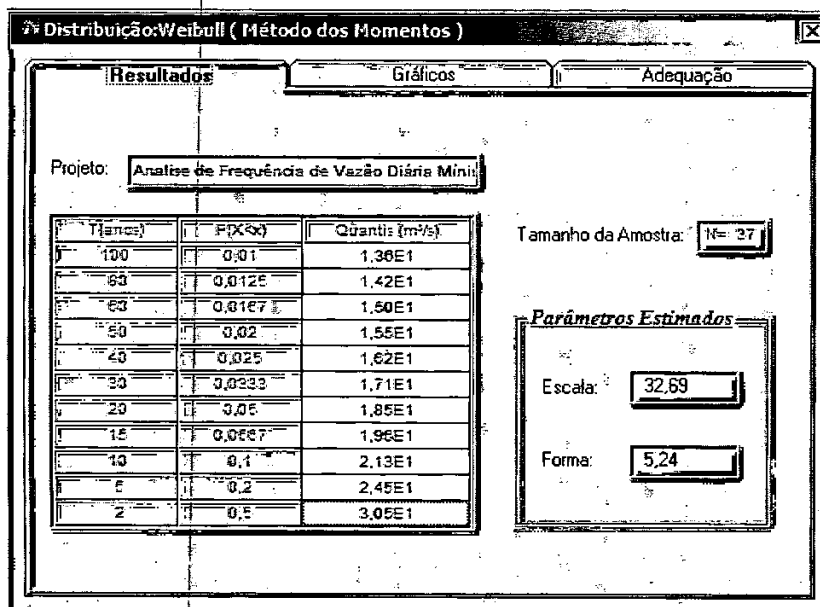 Distribuição:Weibull ( Método dos Momentos )
Resultados Gráficos Adequação
Projeto: Analise de Frequência de Vazão Diária Míni
Tamanho da Amostra: N= 37
T(anos) P(X<x) Quantis (m³/s)
100 0,01 1,36E1
0,0125 1,42E1
0,0167 1,50E1
50 0,02 1,55E1
40 0,025 1,62E1
30 0,0333 1,71E1
20 0,05 1,85E1
15 0,0667 1,96E1
10 0,1 2,13E1
5 0,2 2,45E1
2 0,5 3,05E1
Parâmetros Estimados
Escala: 32,69
Forma: 5,24